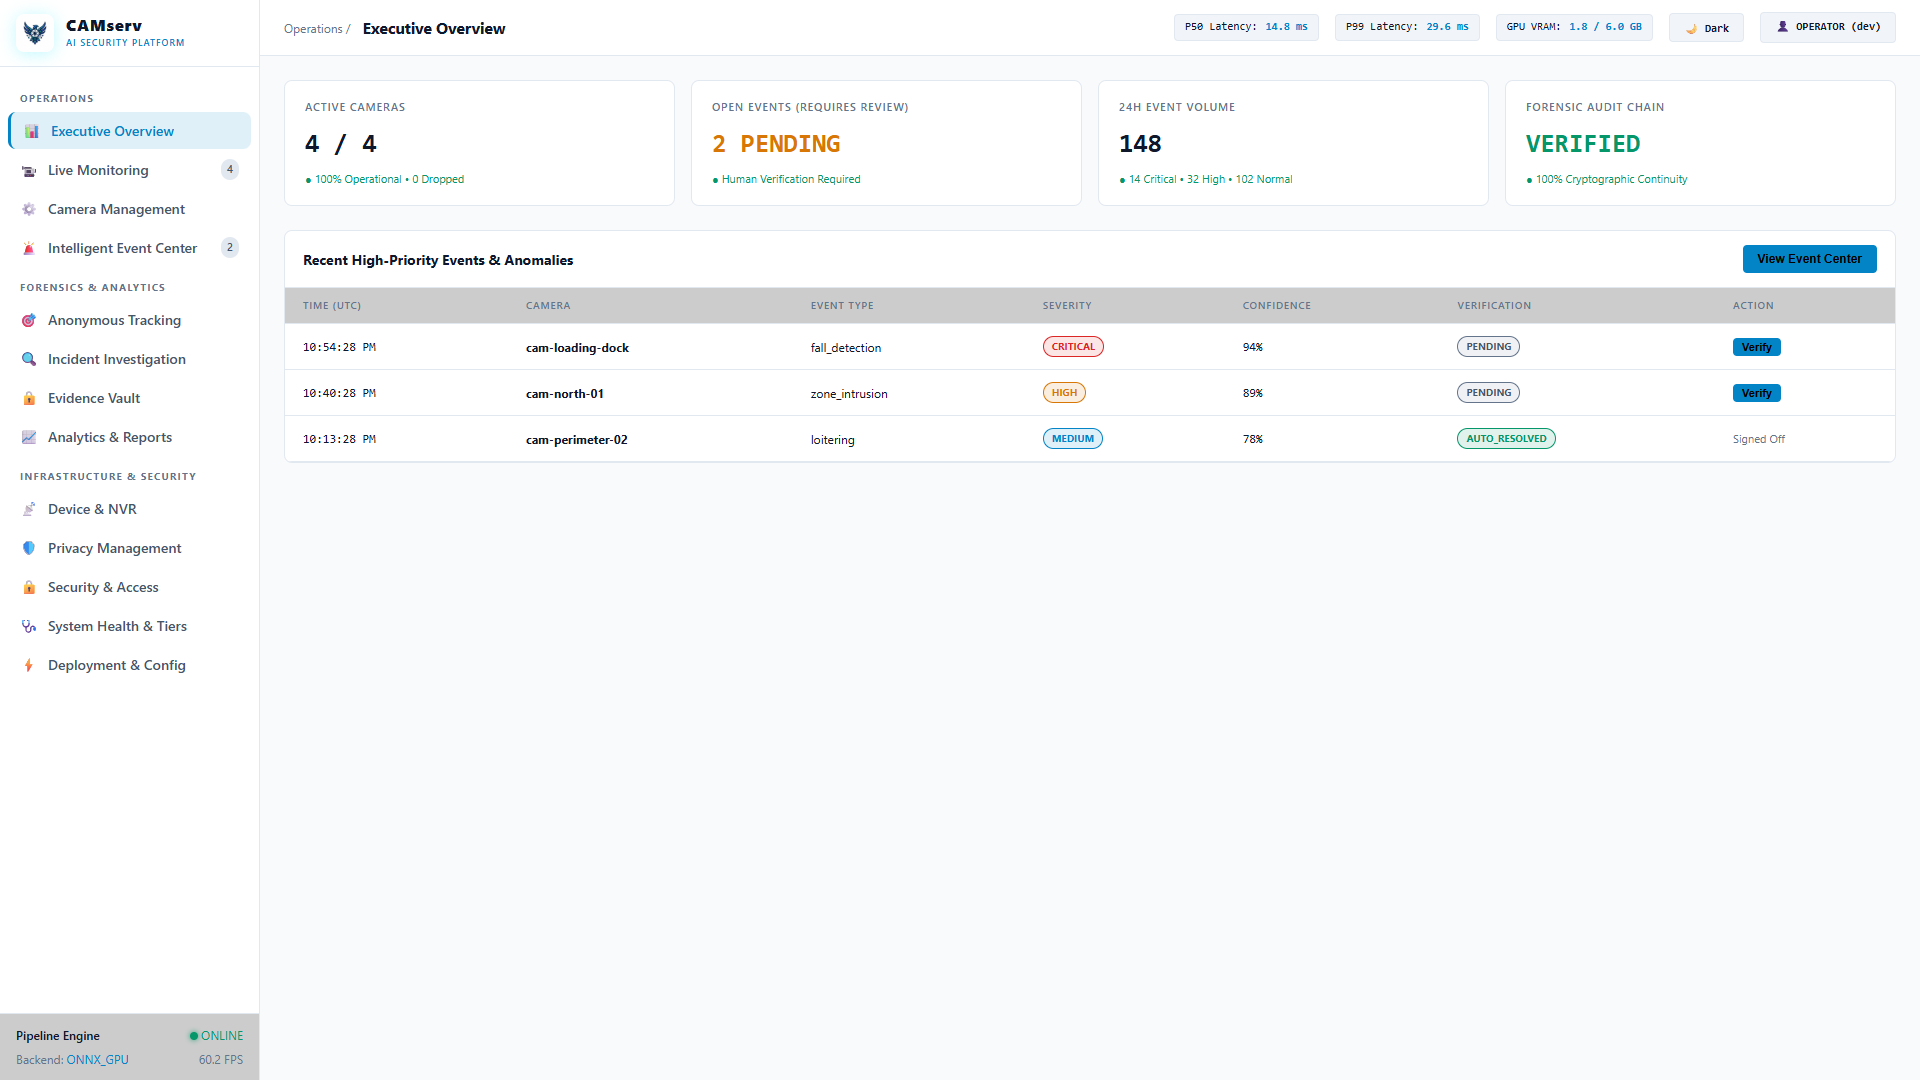 CAMserv
AI SECURITY PLATFORM
OPERATIONS
Executive Overview
Live Monitoring 4
Camera Management
Intelligent Event Center 2
FORENSICS & ANALYTICS
Anonymous Tracking
Incident Investigation
Evidence Vault
Analytics & Reports
INFRASTRUCTURE & SECURITY
Device & NVR
Privacy Management
Security & Access
System Health & Tiers
Deployment & Config
Pipeline Engine ONLINE
Backend: ONNX_GPU 60.2 FPS
Operations / Executive Overview
P50 Latency: 14.8 ms
P99 Latency: 29.6 ms
GPU VRAM: 1.8 / 6.0 GB
Dark
OPERATOR (dev)
ACTIVE CAMERAS
4 / 4
● 100% Operational • 0 Dropped
OPEN EVENTS (REQUIRES REVIEW)
2 PENDING
● Human Verification Required
24H EVENT VOLUME
148
● 14 Critical • 32 High • 102 Normal
FORENSIC AUDIT CHAIN
VERIFIED
● 100% Cryptographic Continuity
Recent High-Priority Events & Anomalies
View Event Center
TIME (UTC) CAMERA EVENT TYPE SEVERITY CONFIDENCE VERIFICATION ACTION
10:54:28 PM cam-loading-dock fall_detection CRITICAL 94% PENDING Verify
10:40:28 PM cam-north-01 zone_intrusion HIGH 89% PENDING Verify
10:13:28 PM cam-perimeter-02 loitering MEDIUM 78% AUTO_RESOLVED Signed Off